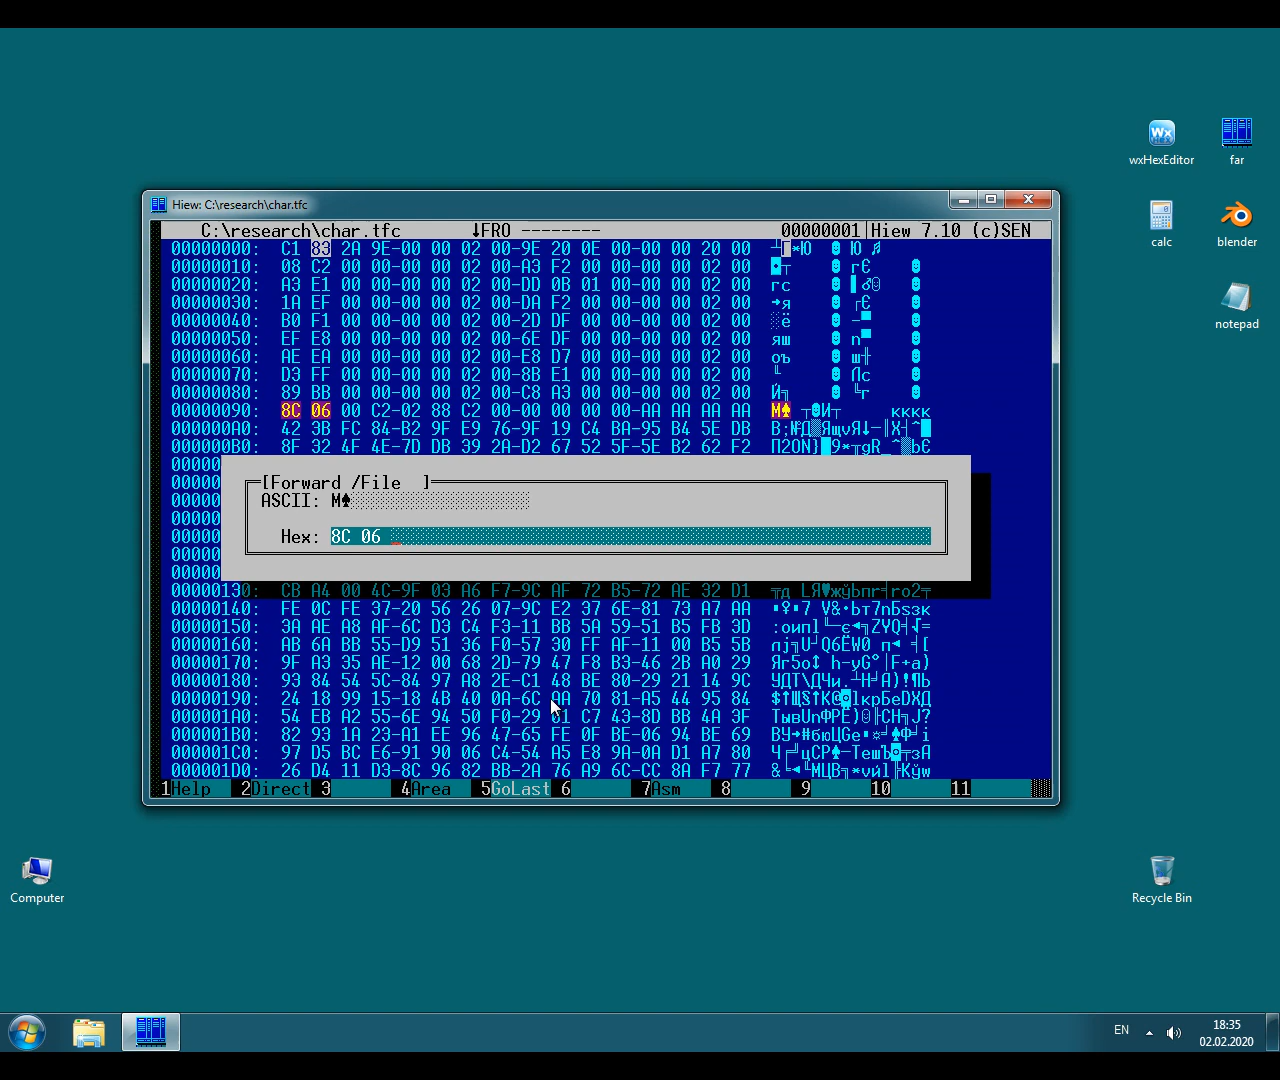 wxHexEditor
far
calc
blender
notepad
Hiew: C:\research\char.tfc
C:\research\char.tfc ↓FRO -------- 00000001│Hiew 7.10 (c)SEN
00000000: C1 83 2A 9E-00 00 02 00-9E 20 0E 00-00 00 20 00
00000010: 08 C2 00 00-00 02 00-A3 F2 00 00-00 00 02 00
00000020: A3 E1 00 00-00 00 02 00-DD 0B 01 00-00 00 02 00
00000030: 1A EF 00 00-00 00 02 00-DA F2 00 00-00 00 02 00
00000040: B0 F1 00 00-00 00 02 00-2D DF 00 00-00 00 02 00
00000050: EF E8 00 00-00 00 02 00-6E DF 00 00-00 00 02 00
00000060: AE EA 00 00-00 00 02 00-E8 D7 00 00-00 00 02 00
00000070: D3 FF 00 00-00 00 02 00-8B E1 00 00-00 00 02 00
00000080: 89 BB 00 00-00 00 02 00-C8 A3 00 00-00 00 02 00
00000090: 8C 06 00 C2-02 88 C2 00-00 00 00 00-AA AA AA AA М♠ ┬☻И┬ кккк
000000A0: 42 3B FC 84-B2 9F E9 76-9F 19 C4 BA-95 B4 5E DB
000000B0: 8F 32 4F 4E-7D DB 39 2A-D2 67 52 5F-5E B2 62 F2
00000
00000
00000
00000
00000
00000
00000
[Forward /File ]
ASCII: М♠
Hex: 8C 06
00000130: CB A4 00 4C-9F 03 A6 F7-9C AF 72 B5-72 AE 32 D1
00000140: FE 0C FE 37-20 56 26 07-9C E2 37 6E-81 73 A7 AA
00000150: 3A AE A8 AF-6C D3 C4 F3-11 BB 5A 59-51 B5 FB 3D
00000160: AB 6A BB 55-D9 51 36 F0-57 30 FF AF-11 00 B5 5B
00000170: 9F A3 35 AE-12 00 68 2D-79 47 F8 B3-46 2B A0 29
00000180: 93 84 54 5C-84 97 A8 2E-C1 48 BE 80-29 21 14 9C
00000190: 24 18 99 15-18 4B 40 0A-6C AA 70 81-A5 44 95 84
000001A0: 54 EB A2 55-6E 94 50 F0-29 01 C7 43-8D BB 4A 3F
000001B0: 82 93 1A 23-A1 EE 96 47-65 FE 0F BE-06 94 BE 69
000001C0: 97 D5 BC E6-91 90 06 C4-54 A5 E8 9A-0A D1 A7 80
000001D0: 26 D4 11 D3-8C 96 82 BB-2A 76 A9 6C-CC 8A F7 77
1Help 2Direct 3 4Area 5GoLast 6 7Asm 8 9 10 11
Computer
Recycle Bin
EN
18:35
02.02.2020